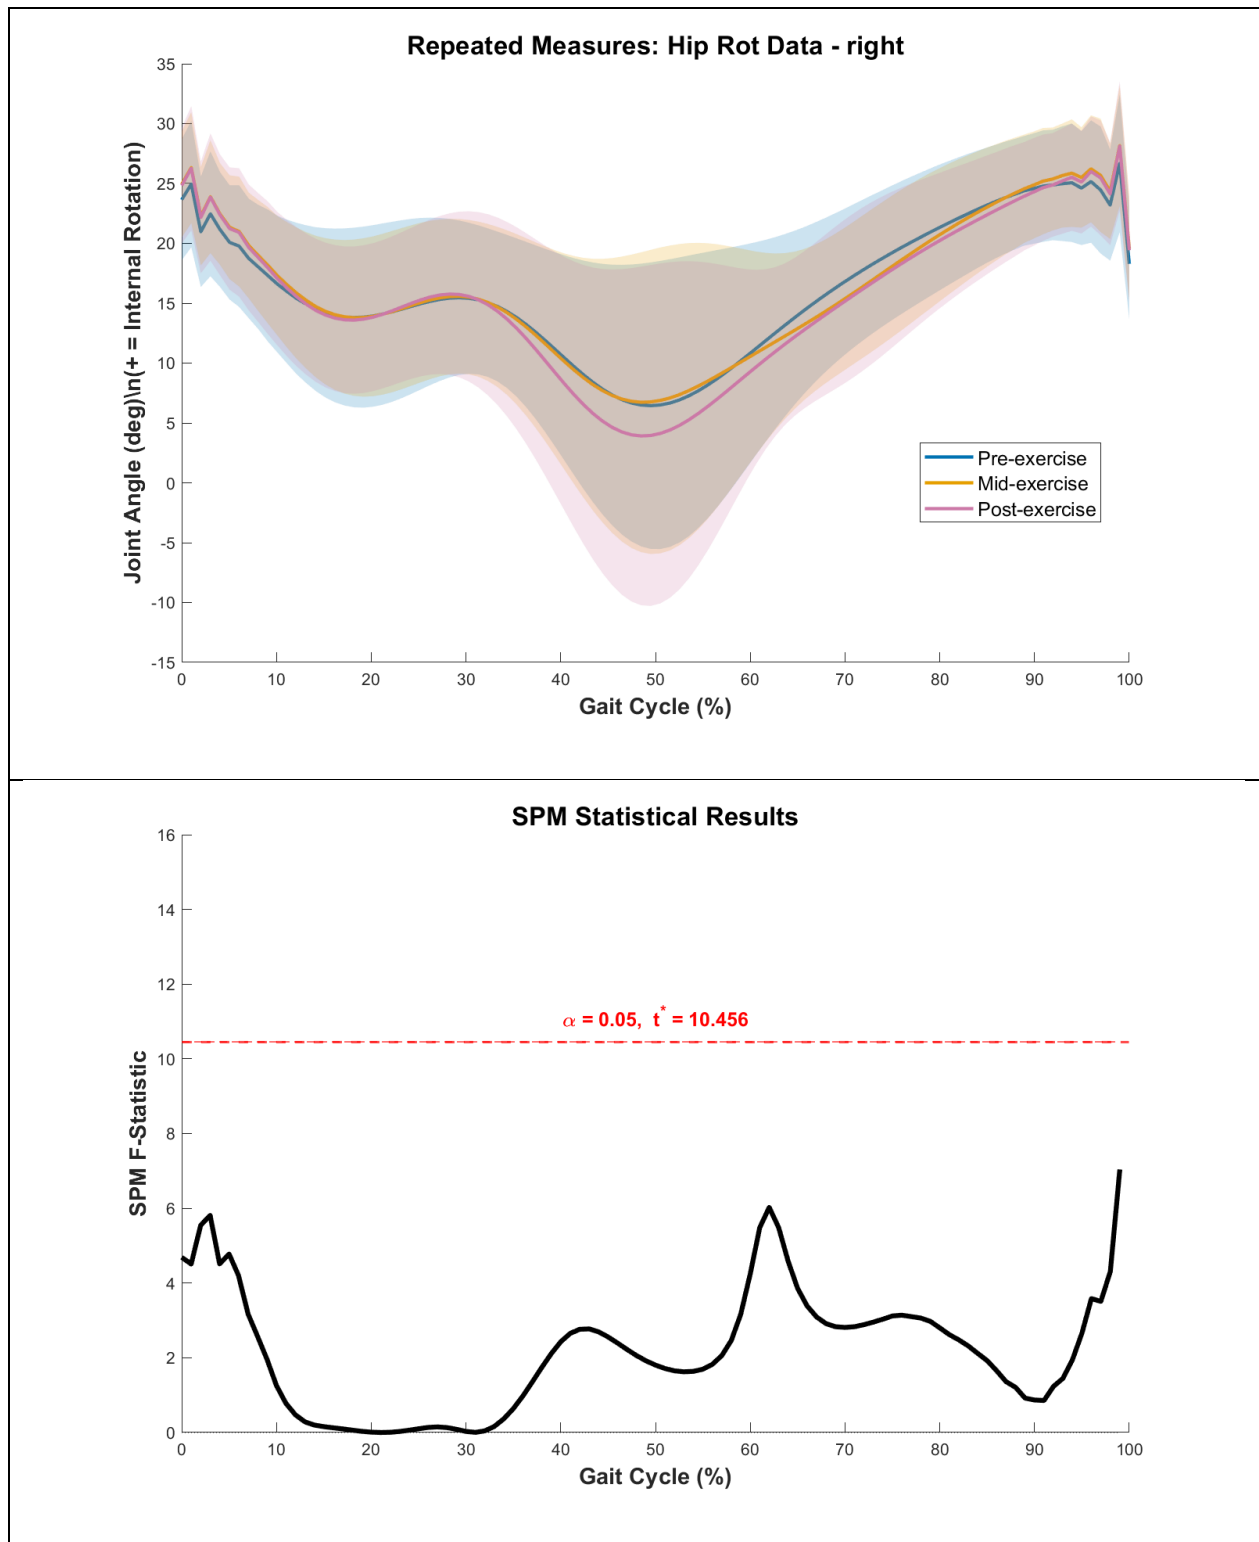 Repeated Measures: Hip Rot Data - right
35
30
25
20
15
10
5
0
-5
-10
-15
Joint Angle (deg)\n(+ = Internal Rotation)
Pre-exercise
Mid-exercise
Post-exercise
0 10 20 30 40 50 60 70 80 90 100
Gait Cycle (%)
SPM Statistical Results
16
14
12
10
8
6
4
2
0
SPM F-Statistic
α = 0.05, t* = 10.456
0 10 20 30 40 50 60 70 80 90 100
Gait Cycle (%)